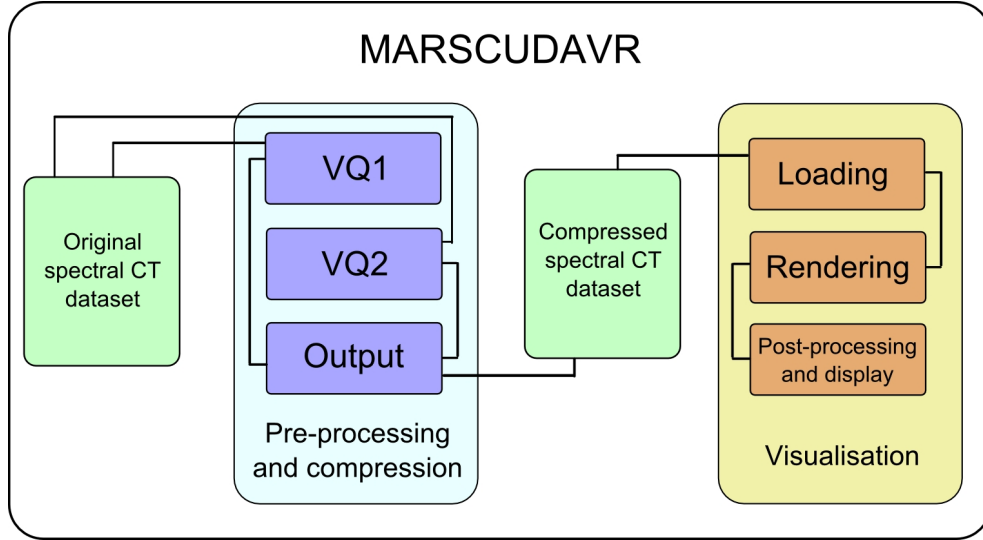 MARSCUDAVR
Original
spectral CT
dataset
VQ1
VQ2
Output
Pre-processing
and compression
Compressed
spectral CT
dataset
Loading
Rendering
Post-processing
and display
Visualisation